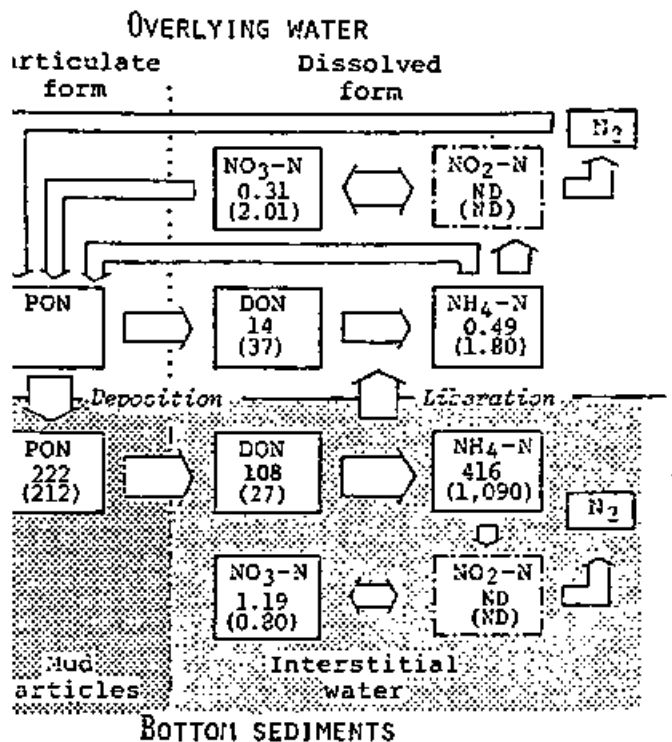 OVERLYING WATER
articulate Dissolved
form form
N2
NO3-N NO2-N
0.31 ND
(2.01) (ND)
PON DON NH4-N
14 0.49
(37) (1.80)
Deposition Liberation
PON DON NH4-N
222 108 416
(212) (27) (1,090)
N2
NO3-N NO2-N
1.19 ND
(0.80) (ND)
Mud Interstitial
articles water
BOTTOM SEDIMENTS